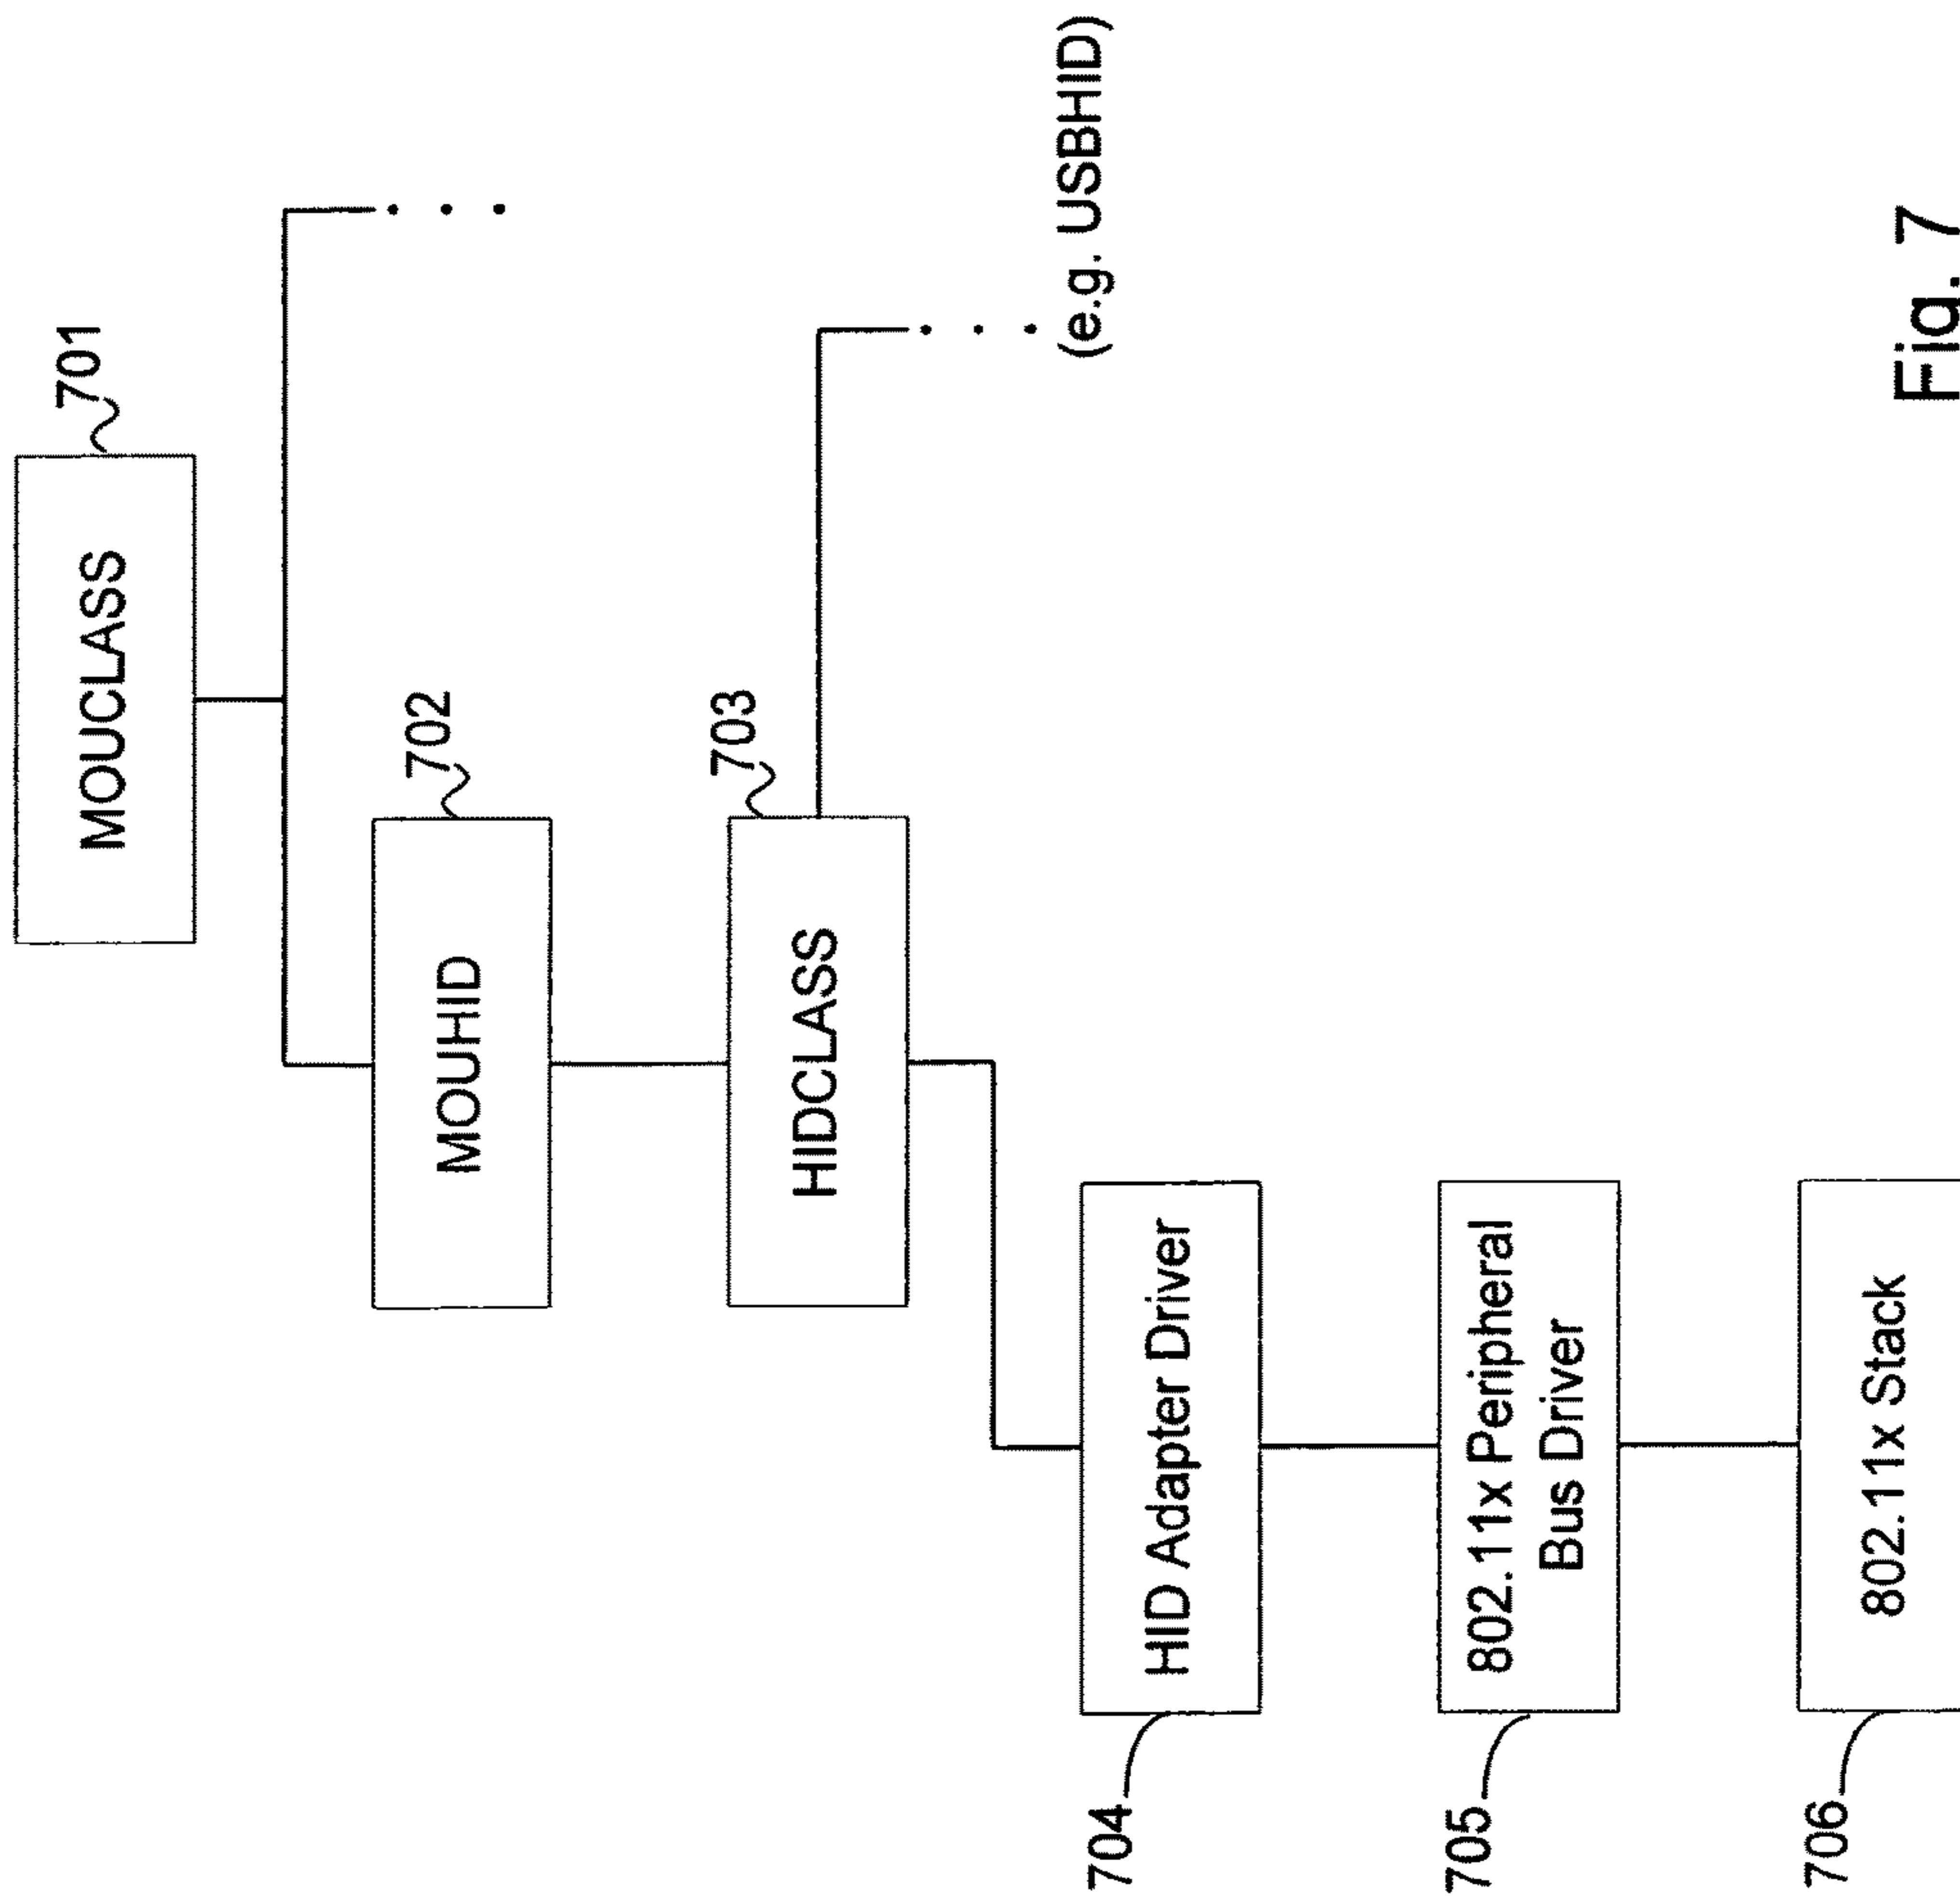 701
MOUCLASS
702
MOUHID
703
HIDCLASS
(e.g. USBHID)
704
HID Adapter Driver
705
802.11x Peripheral
Bus Driver
706
802.11x Stack
Fig. 7